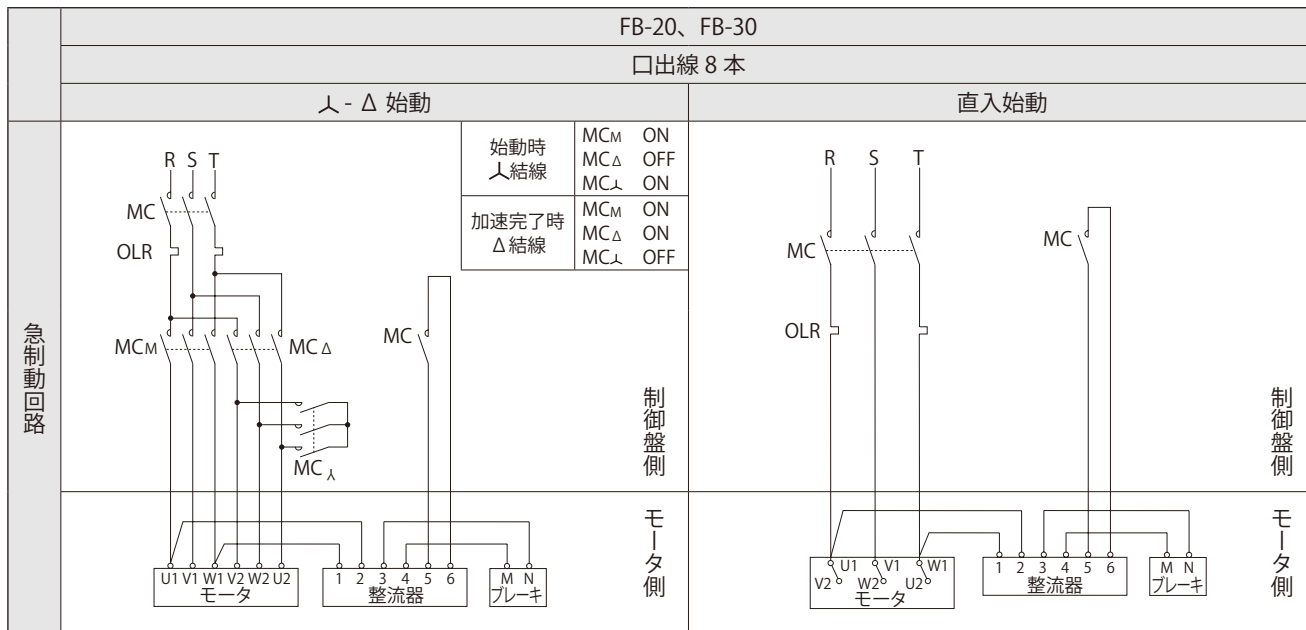 FB-20、FB-30
口出線 8 本
人 - Δ 始動
直入始動
急制動回路
R S T
MC
OLR
MCM
MCΔ
MC人
MC
始動時
人結線
MCM ON
MCΔ OFF
MC人 ON
加速完了時
Δ結線
MCM ON
MCΔ ON
MC人 OFF
制御盤側
モータ側
U1 V1 W1 V2 W2 U2
モータ
1 2 3 4 5 6
整流器
M N
ブレーキ
R S T
MC
OLR
MC
制御盤側
モータ側
U1 V1 W1
V2 W2 U2
モータ
1 2 3 4 5 6
整流器
M N
ブレーキ